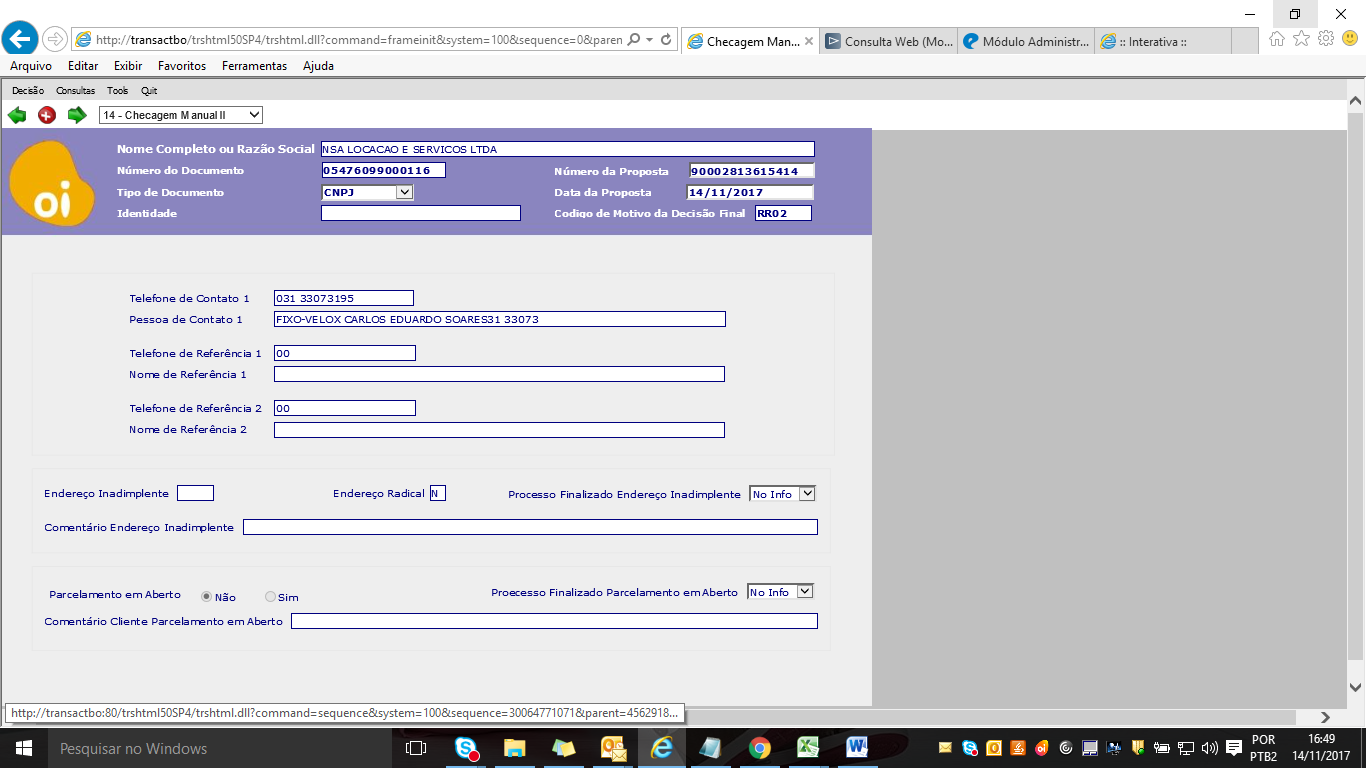 http://transactbo/trshtml50SP4/trshtml.dll?command=frameinit&system=100&sequence=0&paren
Checagem Man...
Consulta Web (Mo...
Módulo Administr...
:: Interativa ::
Arquivo Editar Exibir Favoritos Ferramentas Ajuda
Decisão Consultas Tools Quit
14 - Checagem Manual II
oi
Nome Completo ou Razão Social NSA LOCACAO E SERVICOS LTDA
Número do Documento 05476099000116 Número da Proposta 90002813615414
Tipo de Documento CNPJ Data da Proposta 14/11/2017
Identidade Codigo de Motivo da Decisão Final RR02
Telefone de Contato 1 031 33073195
Pessoa de Contato 1 FIXO-VELOX CARLOS EDUARDO SOARES31 33073
Telefone de Referência 1 00
Nome de Referência 1
Telefone de Referência 2 00
Nome de Referência 2
Endereço Inadimplente Endereço Radical N Processo Finalizado Endereço Inadimplente No Info
Comentário Endereço Inadimplente
Parcelamento em Aberto Não Sim Proecesso Finalizado Parcelamento em Aberto No Info
Comentário Cliente Parcelamento em Aberto
http://transactbo:80/trshtml50SP4/trshtml.dll?command=sequence&system=100&sequence=30064771071&parent=4562918...
Pesquisar no Windows
POR
PTB2
16:49
14/11/2017